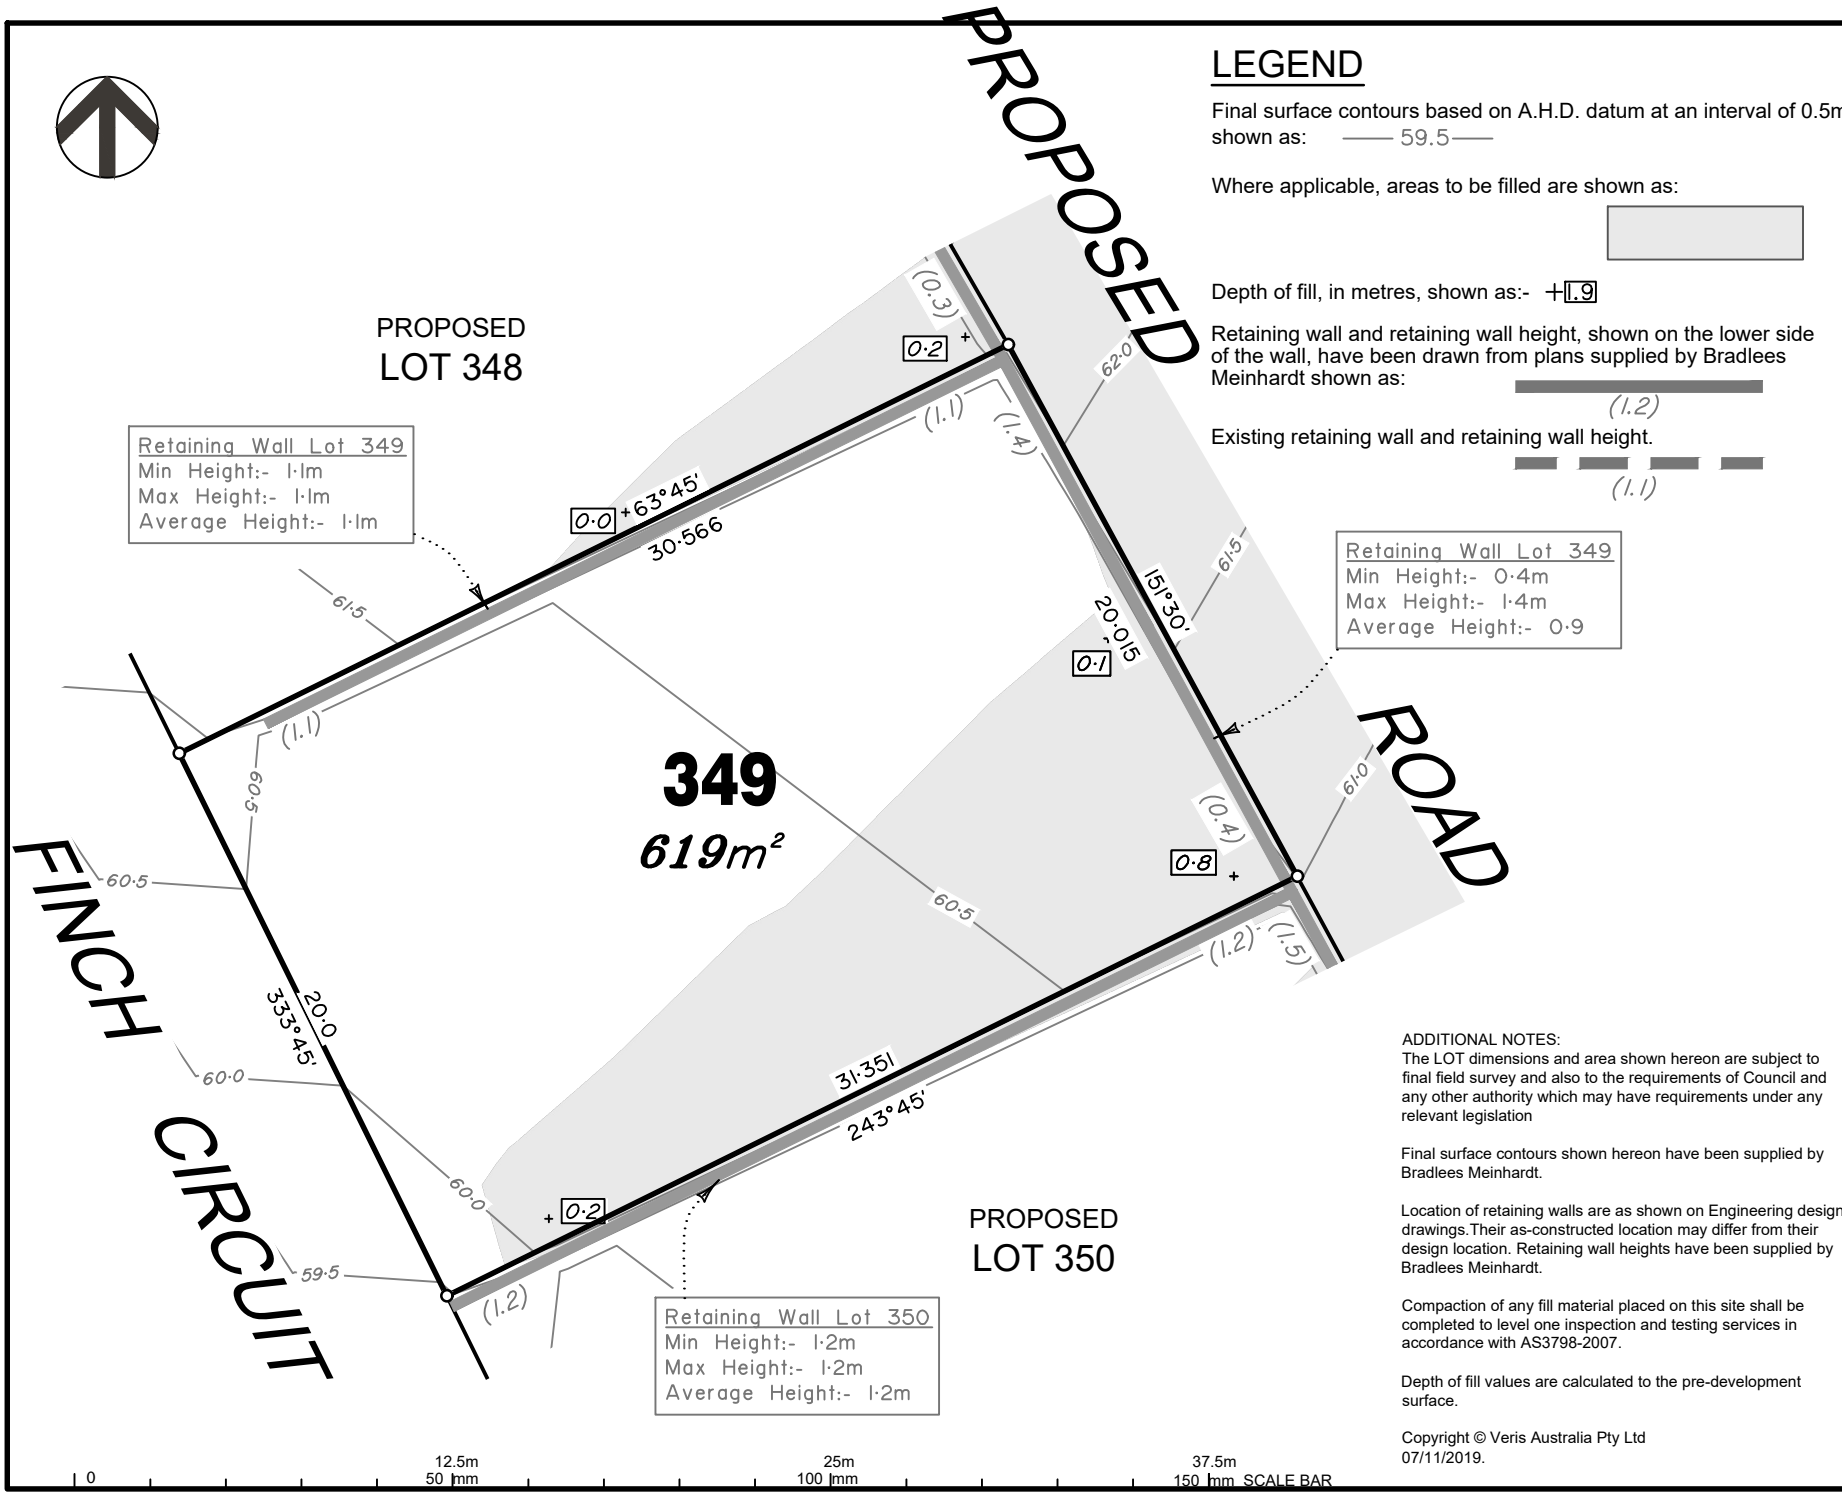 PROPOSED
ROAD
LEGEND
Final surface contours based on A.H.D. datum at an interval of 0.5m
shown as: 59.5
Where applicable, areas to be filled are shown as:
Depth of fill, in metres, shown as:- +1.9
Retaining wall and retaining wall height, shown on the lower side
of the wall, have been drawn from plans supplied by Bradlees
Meinhardt shown as:
(1.2)
Existing retaining wall and retaining wall height.
(1.1)
PROPOSED
LOT 348
(0.3)
0·2
62·0
(1.1)
(1.4)
Retaining Wall Lot 349
Min Height:- 1·1m
Max Height:- 1·1m
Average Height:- 1·1m
0·0
63°45'
30·566
61·5
61·5
Retaining Wall Lot 349
Min Height:- 0·4m
Max Height:- 1·4m
Average Height:- 0·9
151°30'
20·015
0·1
(1.1)
60·5
349
619m²
61·0
(0.4)
0·8
60·5
60·5
(1.2)
(1.5)
FINCH
CIRCUIT
20·0
333°45'
60·0
60·0
59·5
31·351
243°45'
0·2
(1.2)
PROPOSED
LOT 350
Retaining Wall Lot 350
Min Height:- 1·2m
Max Height:- 1·2m
Average Height:- 1·2m
ADDITIONAL NOTES:
The LOT dimensions and area shown hereon are subject to
final field survey and also to the requirements of Council and
any other authority which may have requirements under any
relevant legislation
Final surface contours shown hereon have been supplied by
Bradlees Meinhardt.
Location of retaining walls are as shown on Engineering design
drawings.Their as-constructed location may differ from their
design location. Retaining wall heights have been supplied by
Bradlees Meinhardt.
Compaction of any fill material placed on this site shall be
completed to level one inspection and testing services in
accordance with AS3798-2007.
Depth of fill values are calculated to the pre-development
surface.
Copyright © Veris Australia Pty Ltd
07/11/2019.
12.5m 25m 37.5m
0 50 mm 100 mm 150 mm SCALE BAR